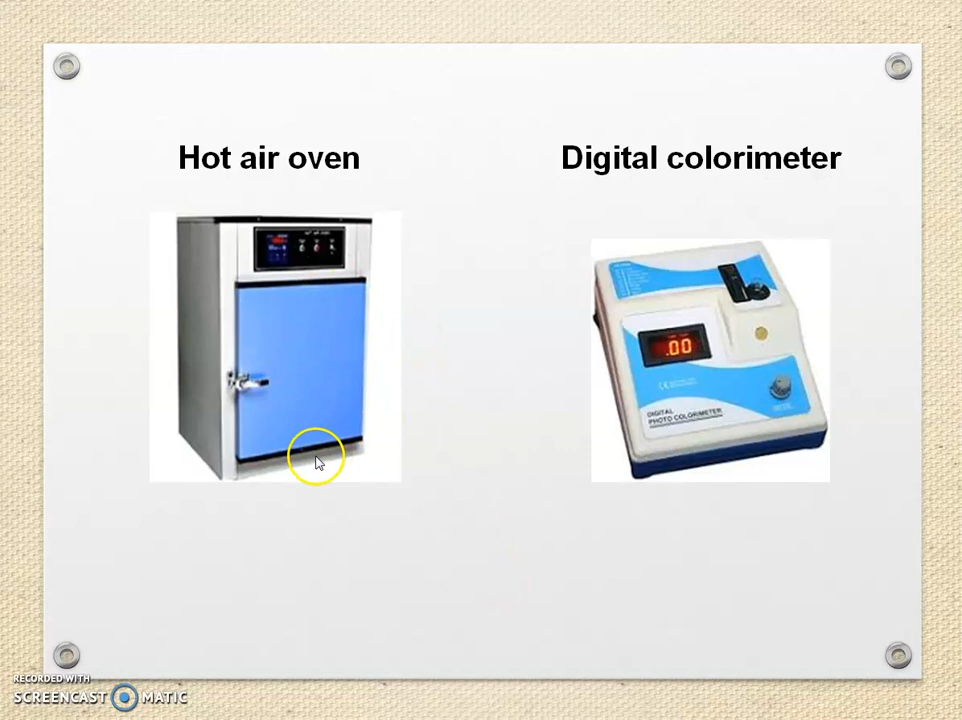 Hot air oven
Digital colorimeter
.00
DIGITAL
PHOTO COLORIMETER
RECORDED WITH
SCREENCAST MATIC